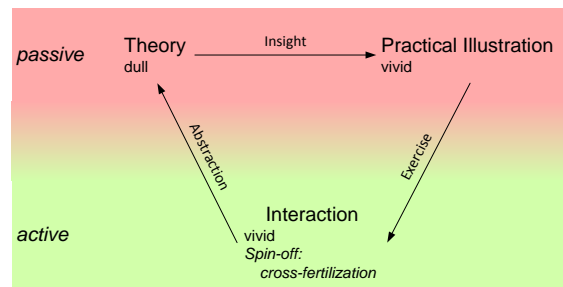 passive
Theory
dull
Insight
Practical Illustration
vivid
Abstraction
Exercise
active
Interaction
vivid
Spin-off:
cross-fertilization